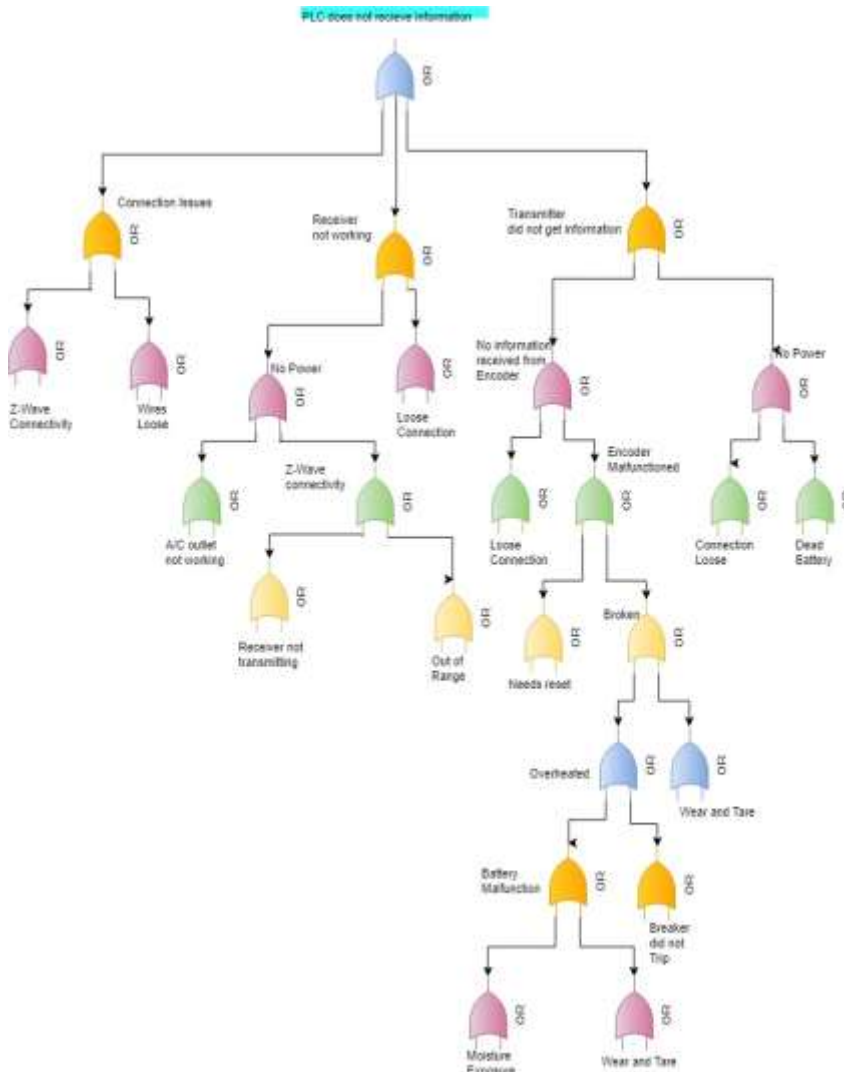 PLC does not recieve Information
OR
Connection Issues
OR
Receiver
not working
OR
Transmitter
did not get information
OR
OR
OR
No Power
OR
OR
No information
received from
Encoder
OR
No Power
OR
Z-Wave
Connectivity
Wires
Loose
Loose
Connection
Z-Wave
connectivity
Encoder
Malfunctioned
OR
OR
OR
OR
OR
OR
A/C outlet
not working
Loose
Connection
Connection
Loose
Dead
Battery
OR
OR
OR
Broken
OR
Receiver not
transmitting
Out of
Range
Needs reset
Overheated
OR
OR
Wear and Tare
Battery
Malfunction
OR
OR
Breaker
did not
Trip
OR
OR
Moisture
Exposure
Wear and Tare